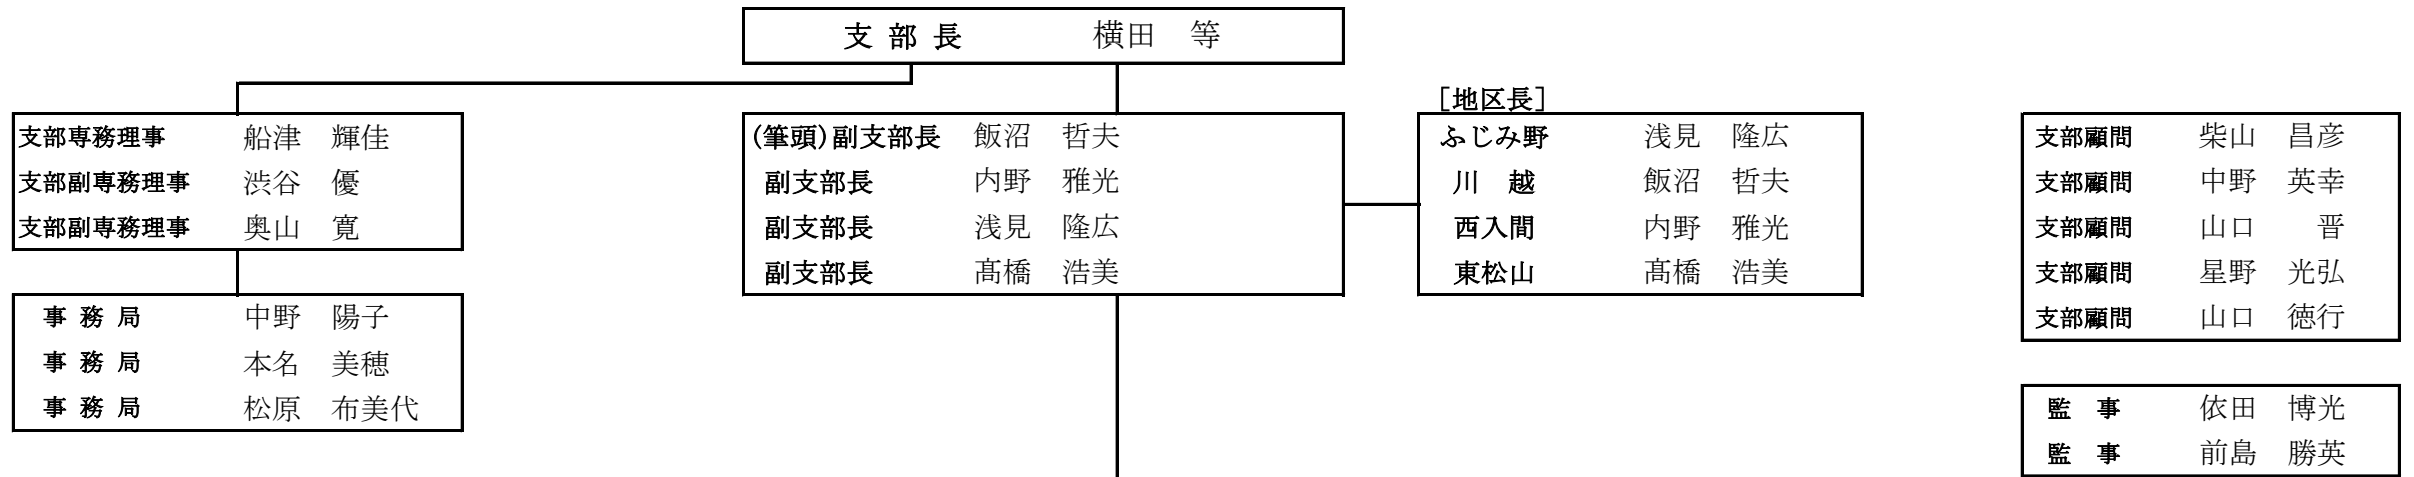 支 部 長　横田　等
支部専務理事　船津　輝佳
支部副専務理事　渋谷　優
支部副専務理事　奥山　寛
事 務 局　中野　陽子
事 務 局　本名　美穂
事 務 局　松原　布美代
(筆頭)副支部長　飯沼　哲夫
副支部長　内野　雅光
副支部長　浅見　隆広
副支部長　髙橋　浩美
［地区長］
ふじみ野　浅見　隆広
川　越　飯沼　哲夫
西入間　内野　雅光
東松山　髙橋　浩美
支部顧問　柴山　昌彦
支部顧問　中野　英幸
支部顧問　山口　晋
支部顧問　星野　光弘
支部顧問　山口　徳行
監　事　依田　博光
監　事　前島　勝英